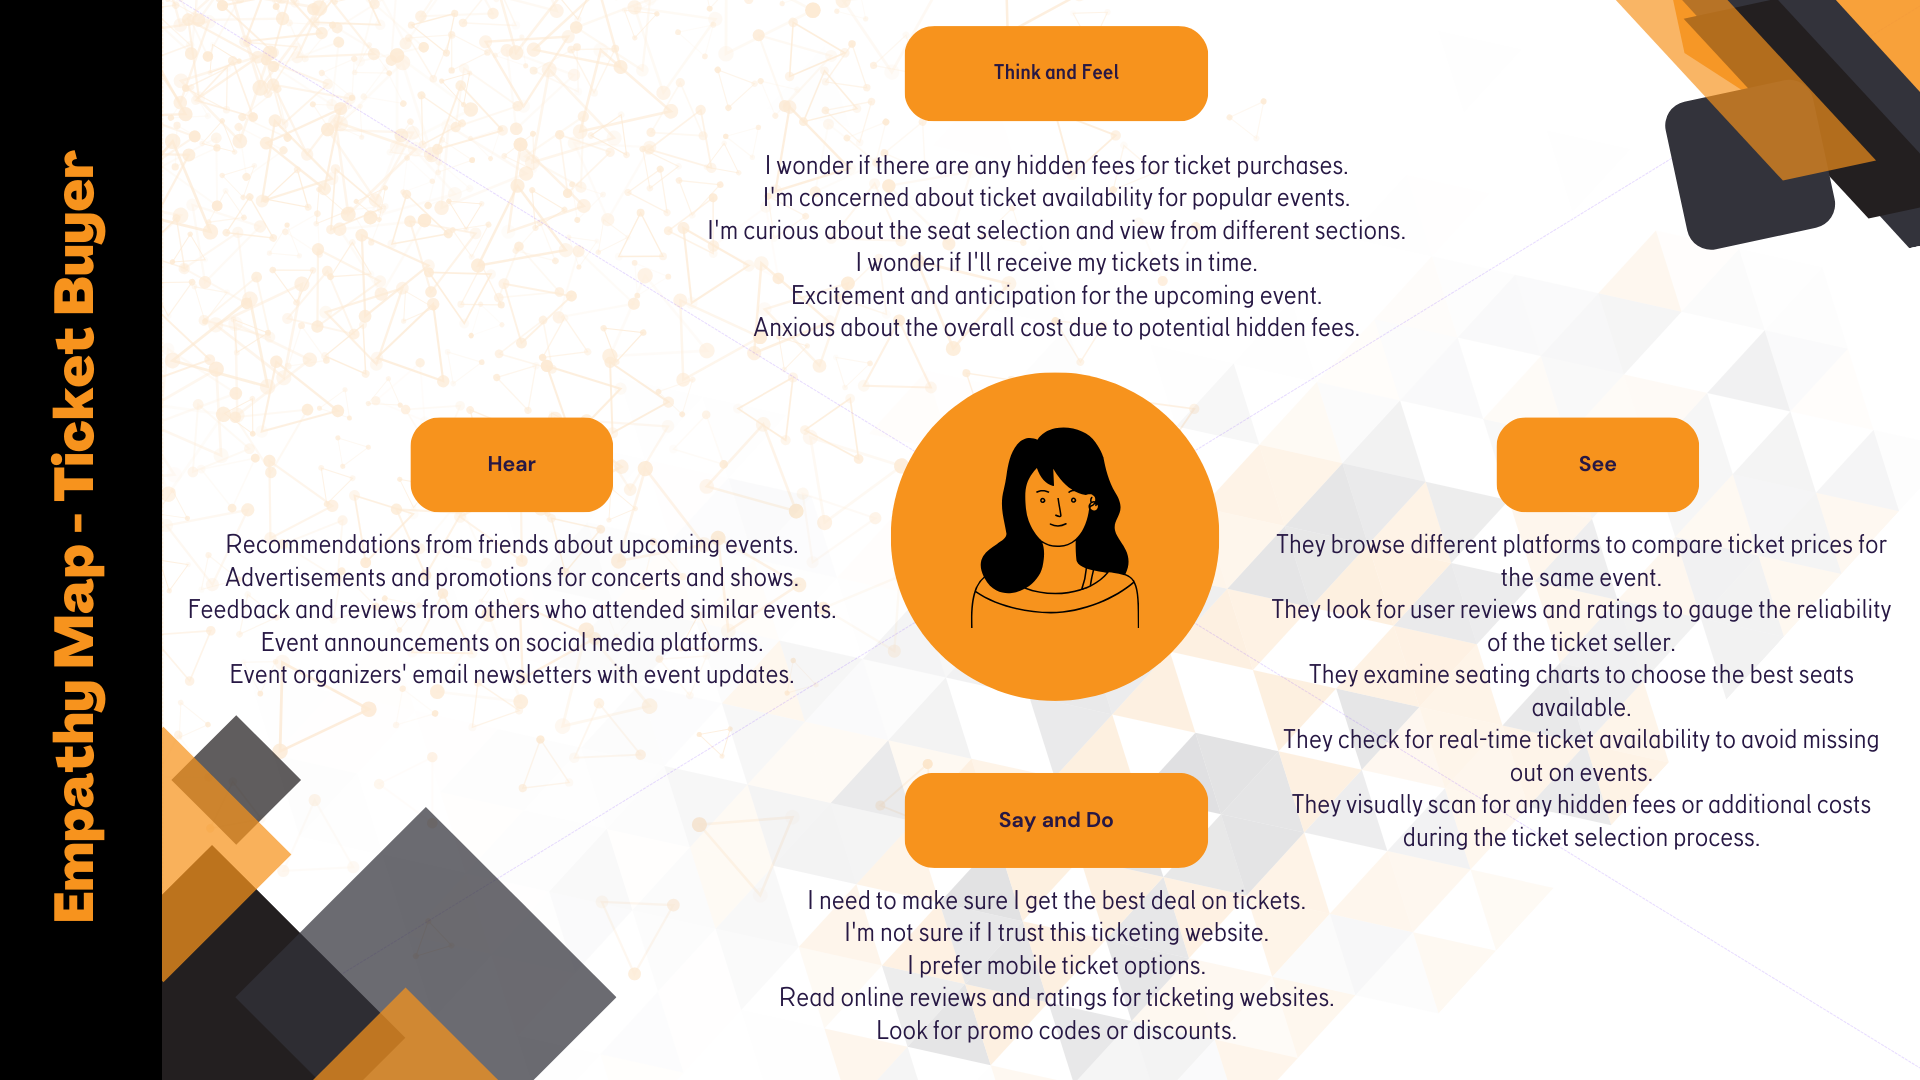 Empathy Map - Ticket Buyer
Think and Feel
I wonder if there are any hidden fees for ticket purchases.
I'm concerned about ticket availability for popular events.
I'm curious about the seat selection and view from different sections.
I wonder if I'll receive my tickets in time.
Excitement and anticipation for the upcoming event.
Anxious about the overall cost due to potential hidden fees.
Hear
Recommendations from friends about upcoming events.
Advertisements and promotions for concerts and shows.
Feedback and reviews from others who attended similar events.
Event announcements on social media platforms.
Event organizers' email newsletters with event updates.
See
They browse different platforms to compare ticket prices for
the same event.
They look for user reviews and ratings to gauge the reliability
of the ticket seller.
They examine seating charts to choose the best seats
available.
They check for real-time ticket availability to avoid missing
out on events.
They visually scan for any hidden fees or additional costs
during the ticket selection process.
Say and Do
I need to make sure I get the best deal on tickets.
I'm not sure if I trust this ticketing website.
I prefer mobile ticket options.
Read online reviews and ratings for ticketing websites.
Look for promo codes or discounts.